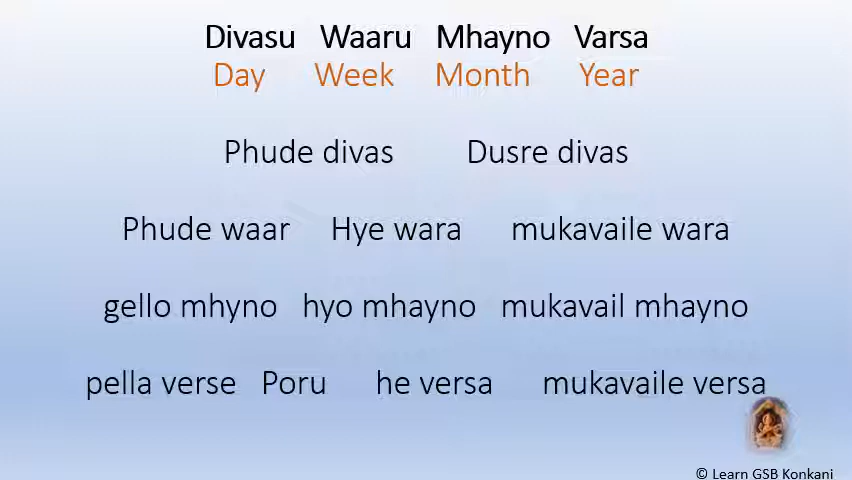 Divasu Waaru Mhayno Varsa
Day Week Month Year
Phude divas Dusre divas
Phude waar Hye wara mukavaile wara
gello mhyno hyo mhayno mukavail mhayno
pella verse Poru he versa mukavaile versa
© Learn GSB Konkani